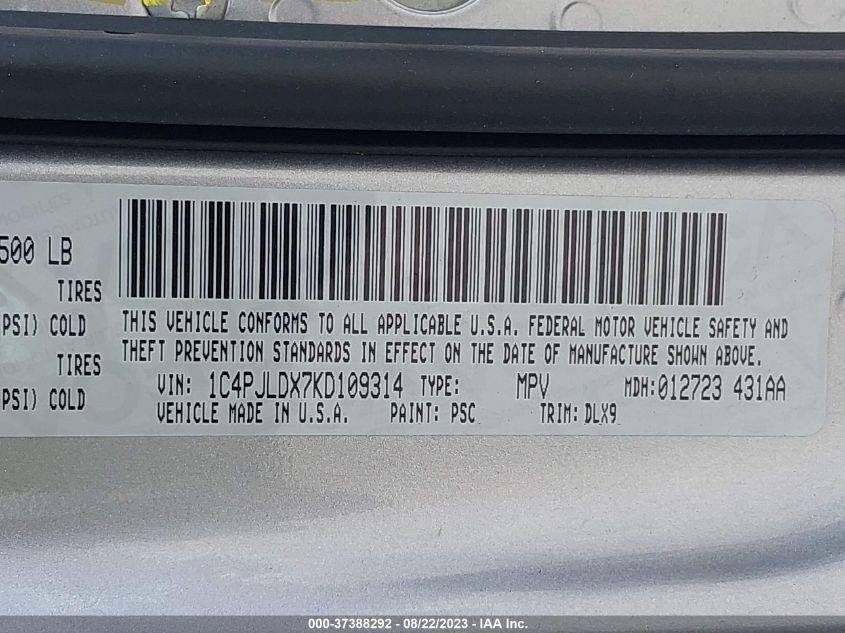 500 LB
TIRES
PSI) COLD
TIRES
PSI) COLD
THIS VEHICLE CONFORMS TO ALL APPLICABLE U.S.A. FEDERAL MOTOR VEHICLE SAFETY AND
THEFT PREVENTION STANDARDS IN EFFECT ON THE DATE OF MANUFACTURE SHOWN ABOVE.
VIN: 1C4PJLDX7KD109314 TYPE: MPV MDH:012723 431AA
VEHICLE MADE IN U.S.A. PAINT: PSC TRIM: DLX9
000-37388292 - 08/22/2023 - IAA Inc.